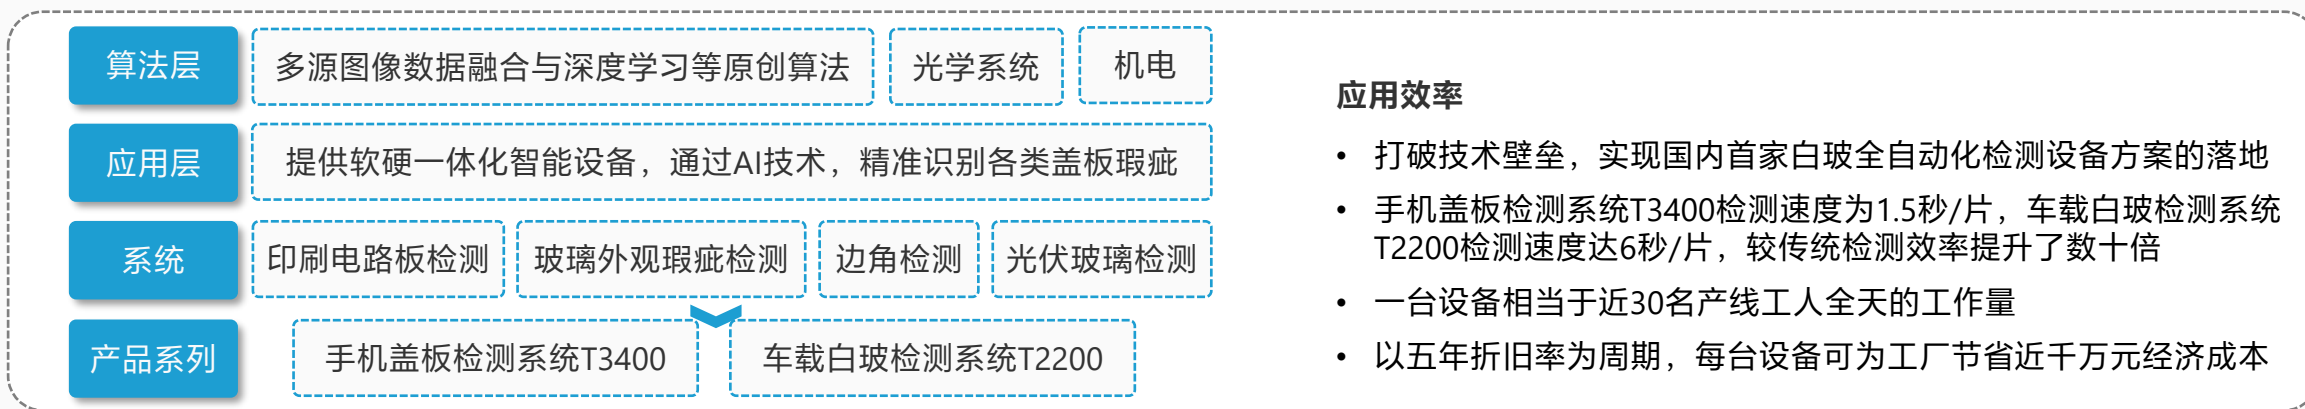 算法层
多源图像数据融合与深度学习等原创算法
光学系统
机电
应用层
提供软硬一体化智能设备，通过AI技术，精准识别各类盖板瑕疵
系统
印刷电路板检测
玻璃外观瑕疵检测
边角检测
光伏玻璃检测
产品系列
手机盖板检测系统T3400
车载白玻检测系统T2200
应用效率
• 打破技术壁垒，实现国内首家白玻全自动化检测设备方案的落地
• 手机盖板检测系统T3400检测速度为1.5秒/片，车载白玻检测系统
T2200检测速度达6秒/片，较传统检测效率提升了数十倍
• 一台设备相当于近30名产线工人全天的工作量
• 以五年折旧率为周期，每台设备可为工厂节省近千万元经济成本